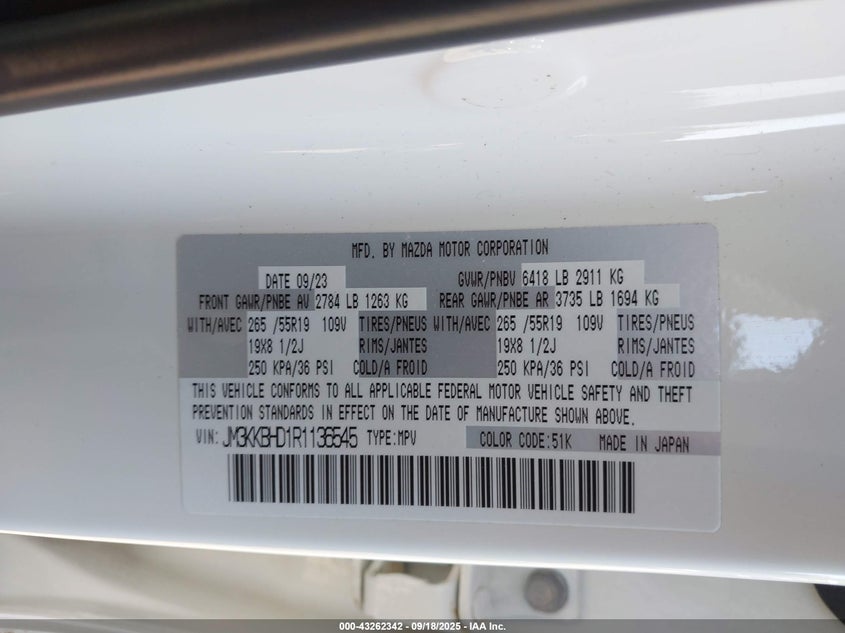 MFD. BY MAZDA MOTOR CORPORATION
DATE 09/23 GVWR/PNBV 6418 LB 2911 KG
FRONT GAWR/PNBE AV 2784 LB 1263 KG REAR GAWR/PNBE AR 3735 LB 1694 KG
WITH/AVEC 265 /55R19 109V TIRES/PNEUS WITH/AVEC 265 /55R19 109V TIRES/PNEUS
19X8 1/2J RIMS/JANTES 19X8 1/2J RIMS/JANTES
250 KPA/36 PSI COLD/A FROID 250 KPA/36 PSI COLD/A FROID
THIS VEHICLE CONFORMS TO ALL APPLICABLE FEDERAL MOTOR VEHICLE SAFETY AND THEFT
PREVENTION STANDARDS IN EFFECT ON THE DATE OF MANUFACTURE SHOWN ABOVE.
VIN: JM3KKBHD1R1136545 TYPE:MPV COLOR CODE:51K MADE IN JAPAN
000-43262342 - 09/18/2025 - IAA Inc.